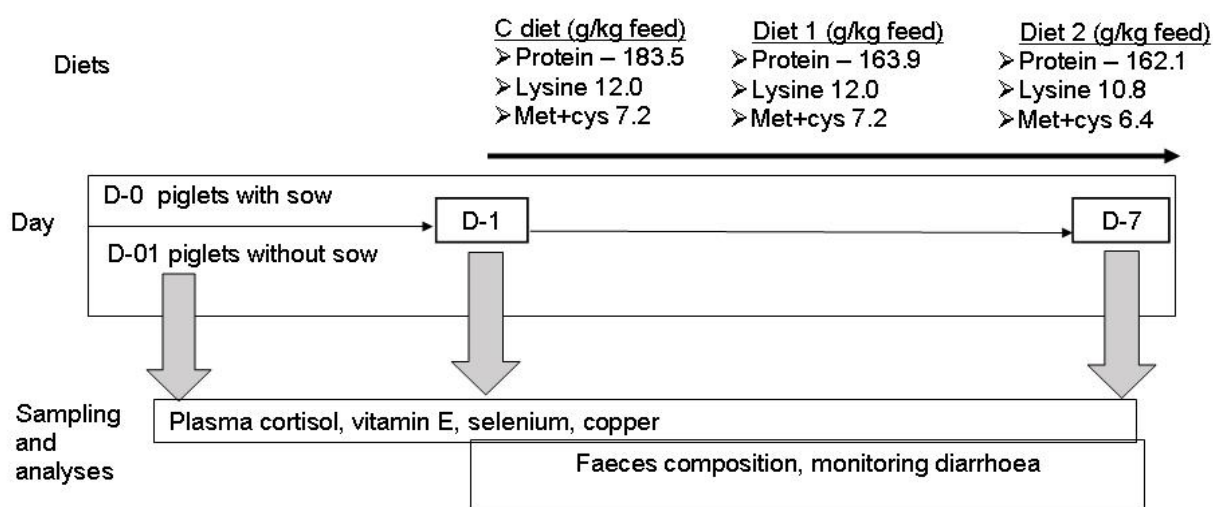 Diets
C diet (g/kg feed)
➢Protein – 183.5
➢Lysine 12.0
➢Met+cys 7.2
Diet 1 (g/kg feed)
➢Protein – 163.9
➢Lysine 12.0
➢Met+cys 7.2
Diet 2 (g/kg feed)
➢Protein – 162.1
➢Lysine 10.8
➢Met+cys 6.4
Day
D-0 piglets with sow
D-01 piglets without sow
D-1
D-7
Sampling
and
analyses
Plasma cortisol, vitamin E, selenium, copper
Faeces composition, monitoring diarrhoea